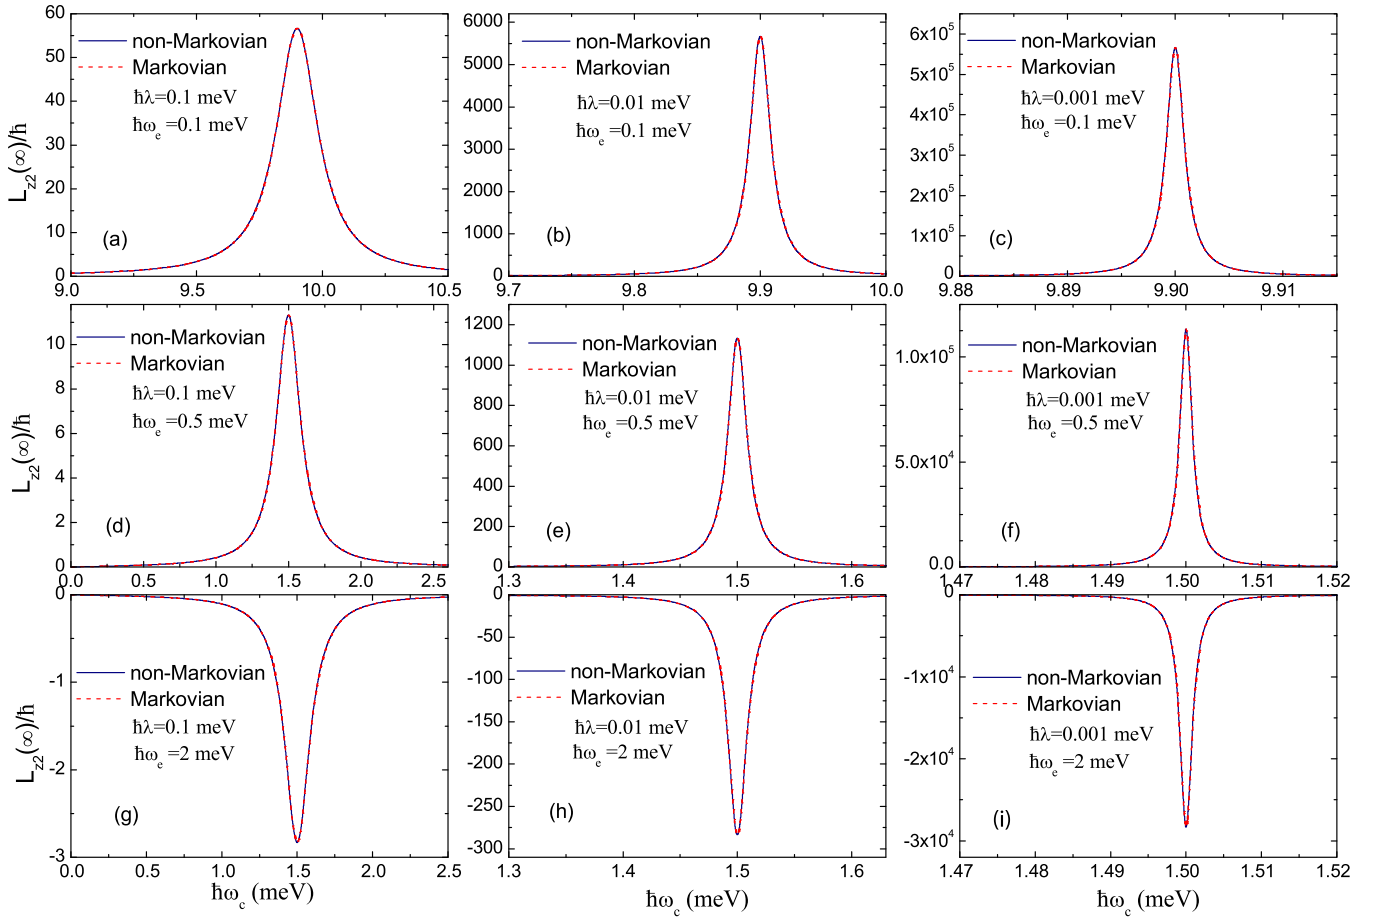 60
50
40
30
20
10
0
L_z2(∞)/ħ
non-Markovian
Markovian
ħλ=0.1 meV
ħω_e =0.1 meV
(a)
9.0 9.5 10.0 10.5
6000
5000
4000
3000
2000
1000
0
non-Markovian
Markovian
ħλ=0.01 meV
ħω_e =0.1 meV
(b)
9.7 9.8 9.9 10.0
6x10^5
5x10^5
4x10^5
3x10^5
2x10^5
1x10^5
0
non-Markovian
Markovian
ħλ=0.001 meV
ħω_e =0.1 meV
(c)
9.88 9.89 9.90 9.91
10
8
6
4
2
0
L_z2(∞)/ħ
non-Markovian
Markovian
ħλ=0.1 meV
ħω_e =0.5 meV
(d)
0.0 0.5 1.0 1.5 2.0 2.5
1200
1000
800
600
400
200
0
non-Markovian
Markovian
ħλ=0.01 meV
ħω_e =0.5 meV
(e)
1.3 1.4 1.5 1.6
1.0x10^5
5.0x10^4
0.0
non-Markovian
Markovian
ħλ=0.001 meV
ħω_e =0.5 meV
(f)
1.47 1.48 1.49 1.50 1.51 1.52
0
-1
-2
-3
L_z2(∞)/ħ
non-Markovian
Markovian
ħλ=0.1 meV
ħω_e =2 meV
(g)
0.0 0.5 1.0 1.5 2.0 2.5
ħω_c (meV)
0
-50
-100
-150
-200
-250
-300
non-Markovian
Markovian
ħλ=0.01 meV
ħω_e =2 meV
(h)
1.3 1.4 1.5 1.6
ħω_c (meV)
0
-1x10^4
-2x10^4
-3x10^4
non-Markovian
Markovian
ħλ=0.001 meV
ħω_e =2 meV
(i)
1.47 1.48 1.49 1.50 1.51 1.52
ħω_c (meV)